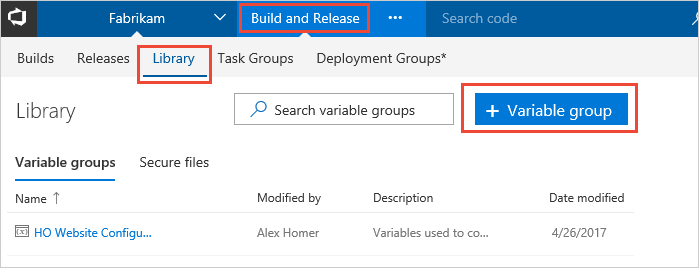 Fabrikam Build and Release ... Search code
Builds Releases Library Task Groups Deployment Groups*
Library Search variable groups + Variable group
Variable groups Secure files
Name ↑ Modified by Description Date modified
HO Website Configu... Alex Homer Variables used to co... 4/26/2017